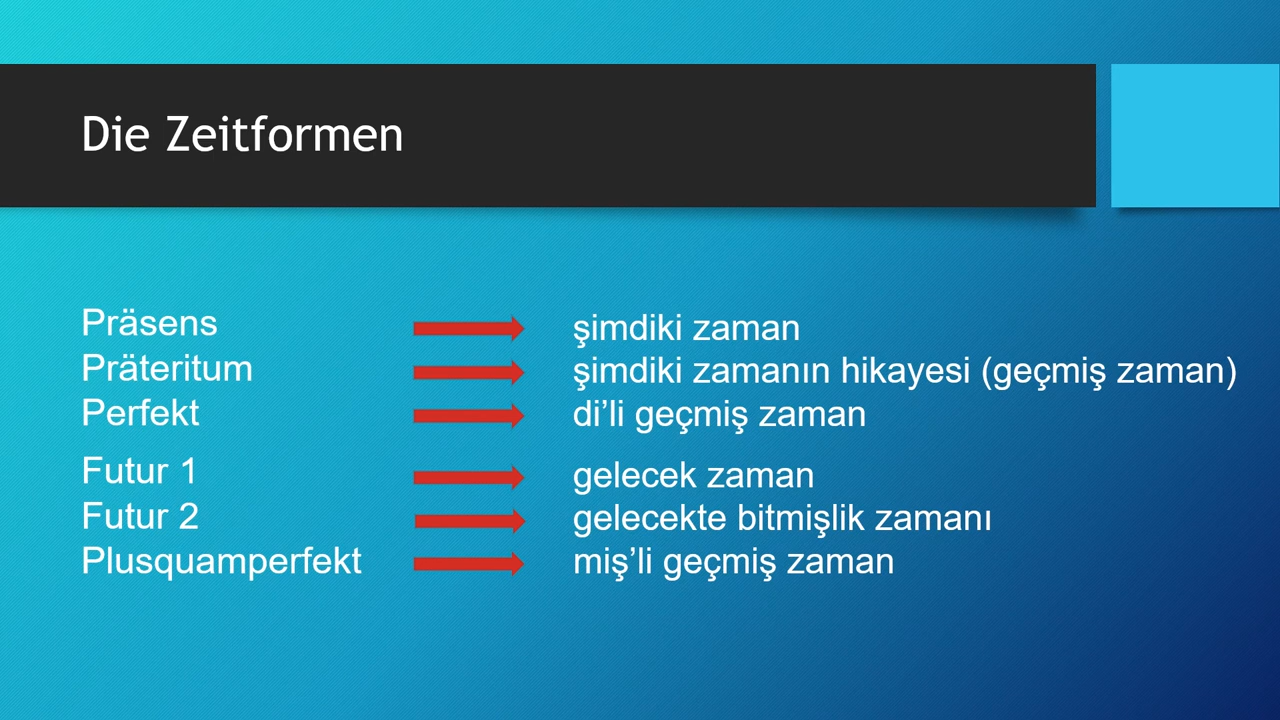 Die Zeitformen
Präsens şimdiki zaman
Präteritum şimdiki zamanın hikayesi (geçmiş zaman)
Perfekt di’li geçmiş zaman
Futur 1 gelecek zaman
Futur 2 gelecekte bitmişlik zamanı
Plusquamperfekt miş’li geçmiş zaman